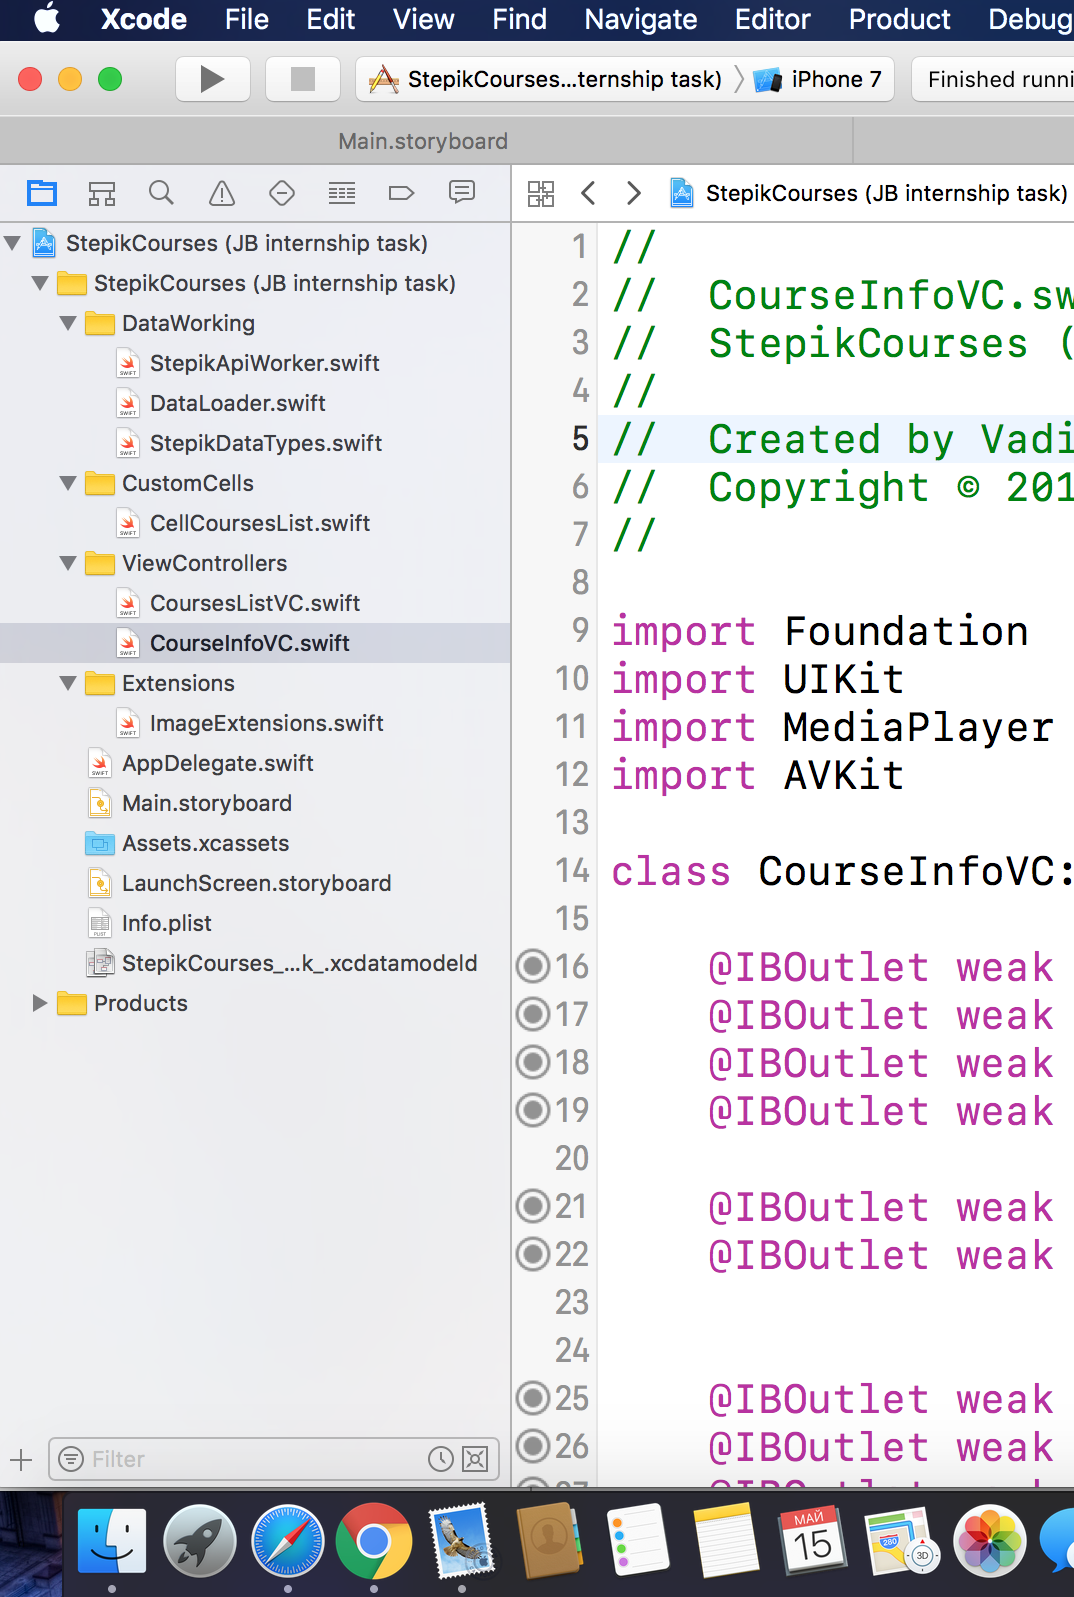 Xcode File Edit View Find Navigate Editor Product Debug
StepikCourses...ternship task) iPhone 7 Finished runni
Main.storyboard
StepikCourses (JB internship task)
StepikCourses (JB internship task)
StepikCourses (JB internship task)
DataWorking
StepikApiWorker.swift
DataLoader.swift
StepikDataTypes.swift
CustomCells
CellCoursesList.swift
ViewControllers
CoursesListVC.swift
CourseInfoVC.swift
Extensions
ImageExtensions.swift
AppDelegate.swift
Main.storyboard
Assets.xcassets
LaunchScreen.storyboard
Info.plist
StepikCourses_...k_.xcdatamodeld
Products
Filter
1 //
2 // CourseInfoVC.sw
3 // StepikCourses (
4 //
5 // Created by Vadi
6 // Copyright © 201
7 //
8
9 import Foundation
10 import UIKit
11 import MediaPlayer
12 import AVKit
13
14 class CourseInfoVC:
15
16 @IBOutlet weak
17 @IBOutlet weak
18 @IBOutlet weak
19 @IBOutlet weak
20
21 @IBOutlet weak
22 @IBOutlet weak
23
24
25 @IBOutlet weak
26 @IBOutlet weak
27 @IBOutlet weak
МАЙ
15
280
3D